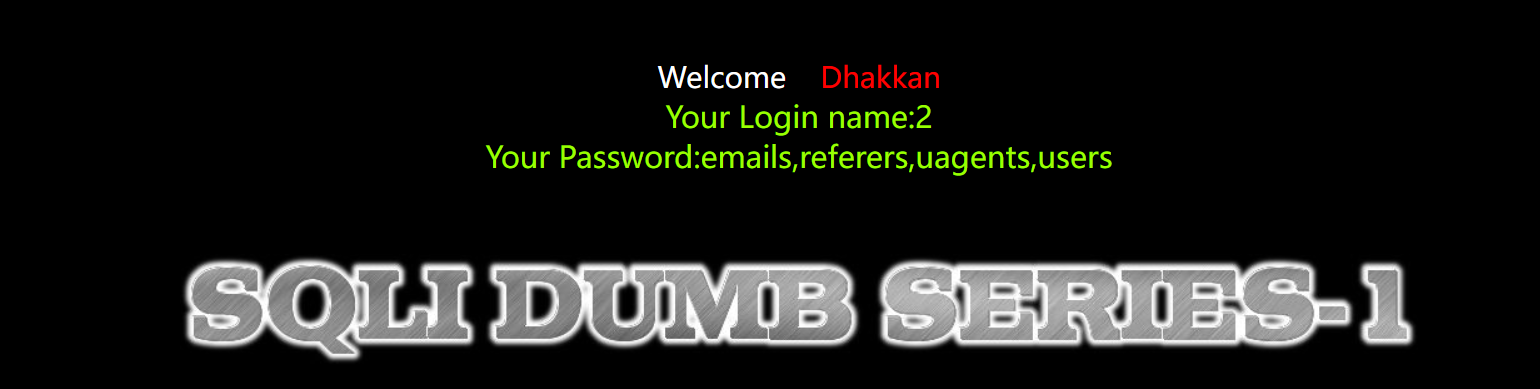 Welcome Dhakkan
Your Login name:2
Your Password:emails,referers,uagents,users
SQLI DUMB SERIES-1